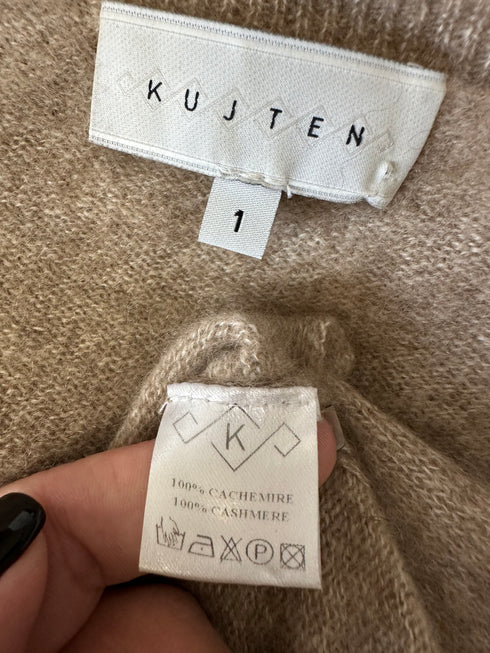 KUJTEN
1
K
100% CACHEMIRE
100% CASHMERE
P